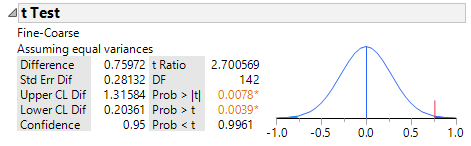 t Test
Fine-Coarse
Assuming equal variances
Difference 0.75972 t Ratio 2.700569
Std Err Dif 0.28132 DF 142
Upper CL Dif 1.31584 Prob > |t| 0.0078*
Lower CL Dif 0.20361 Prob > t 0.0039*
Confidence 0.95 Prob < t 0.9961
-1.0 -0.5 0.0 0.5 1.0